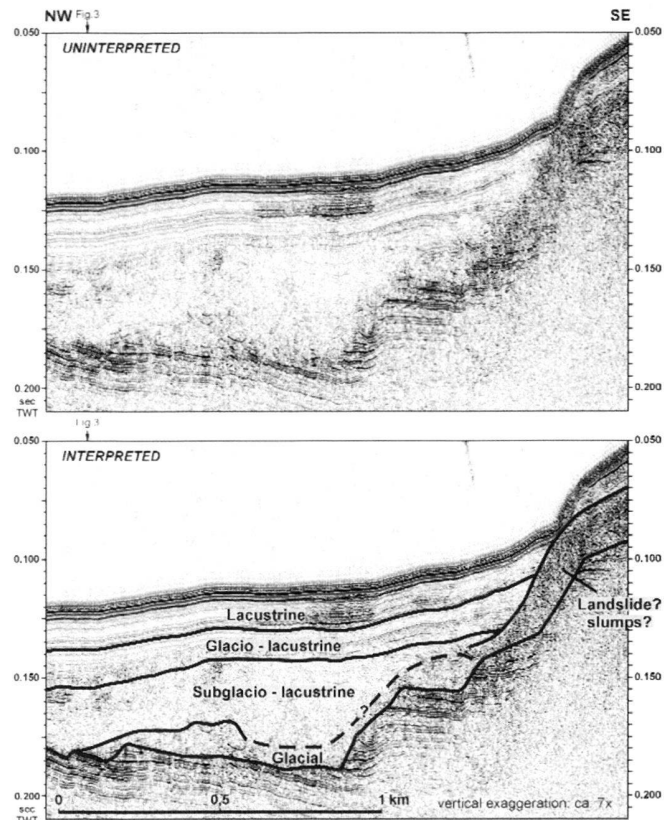 NW Fig.3 SE
0.050 0.050
UNINTERPRETED
0.100 0.100
0.150 0.150
0.200 0.200
sec
TWT
Fig.3
0.050 0.050
INTERPRETED
0.100 0.100
Landslide?
slumps?
Lacustrine
Glacio - lacustrine
0.150 0.150
Subglacio - lacustrine
?
Glacial
0.200 0 0,5 1 km vertical exaggeration: ca. 7x 0.200
sec
TWT